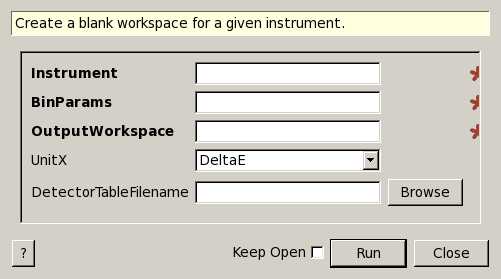 Create a blank workspace for a given instrument.
Instrument
BinParams
OutputWorkspace
UnitX DeltaE
DetectorTableFilename Browse
? Keep Open Run Close